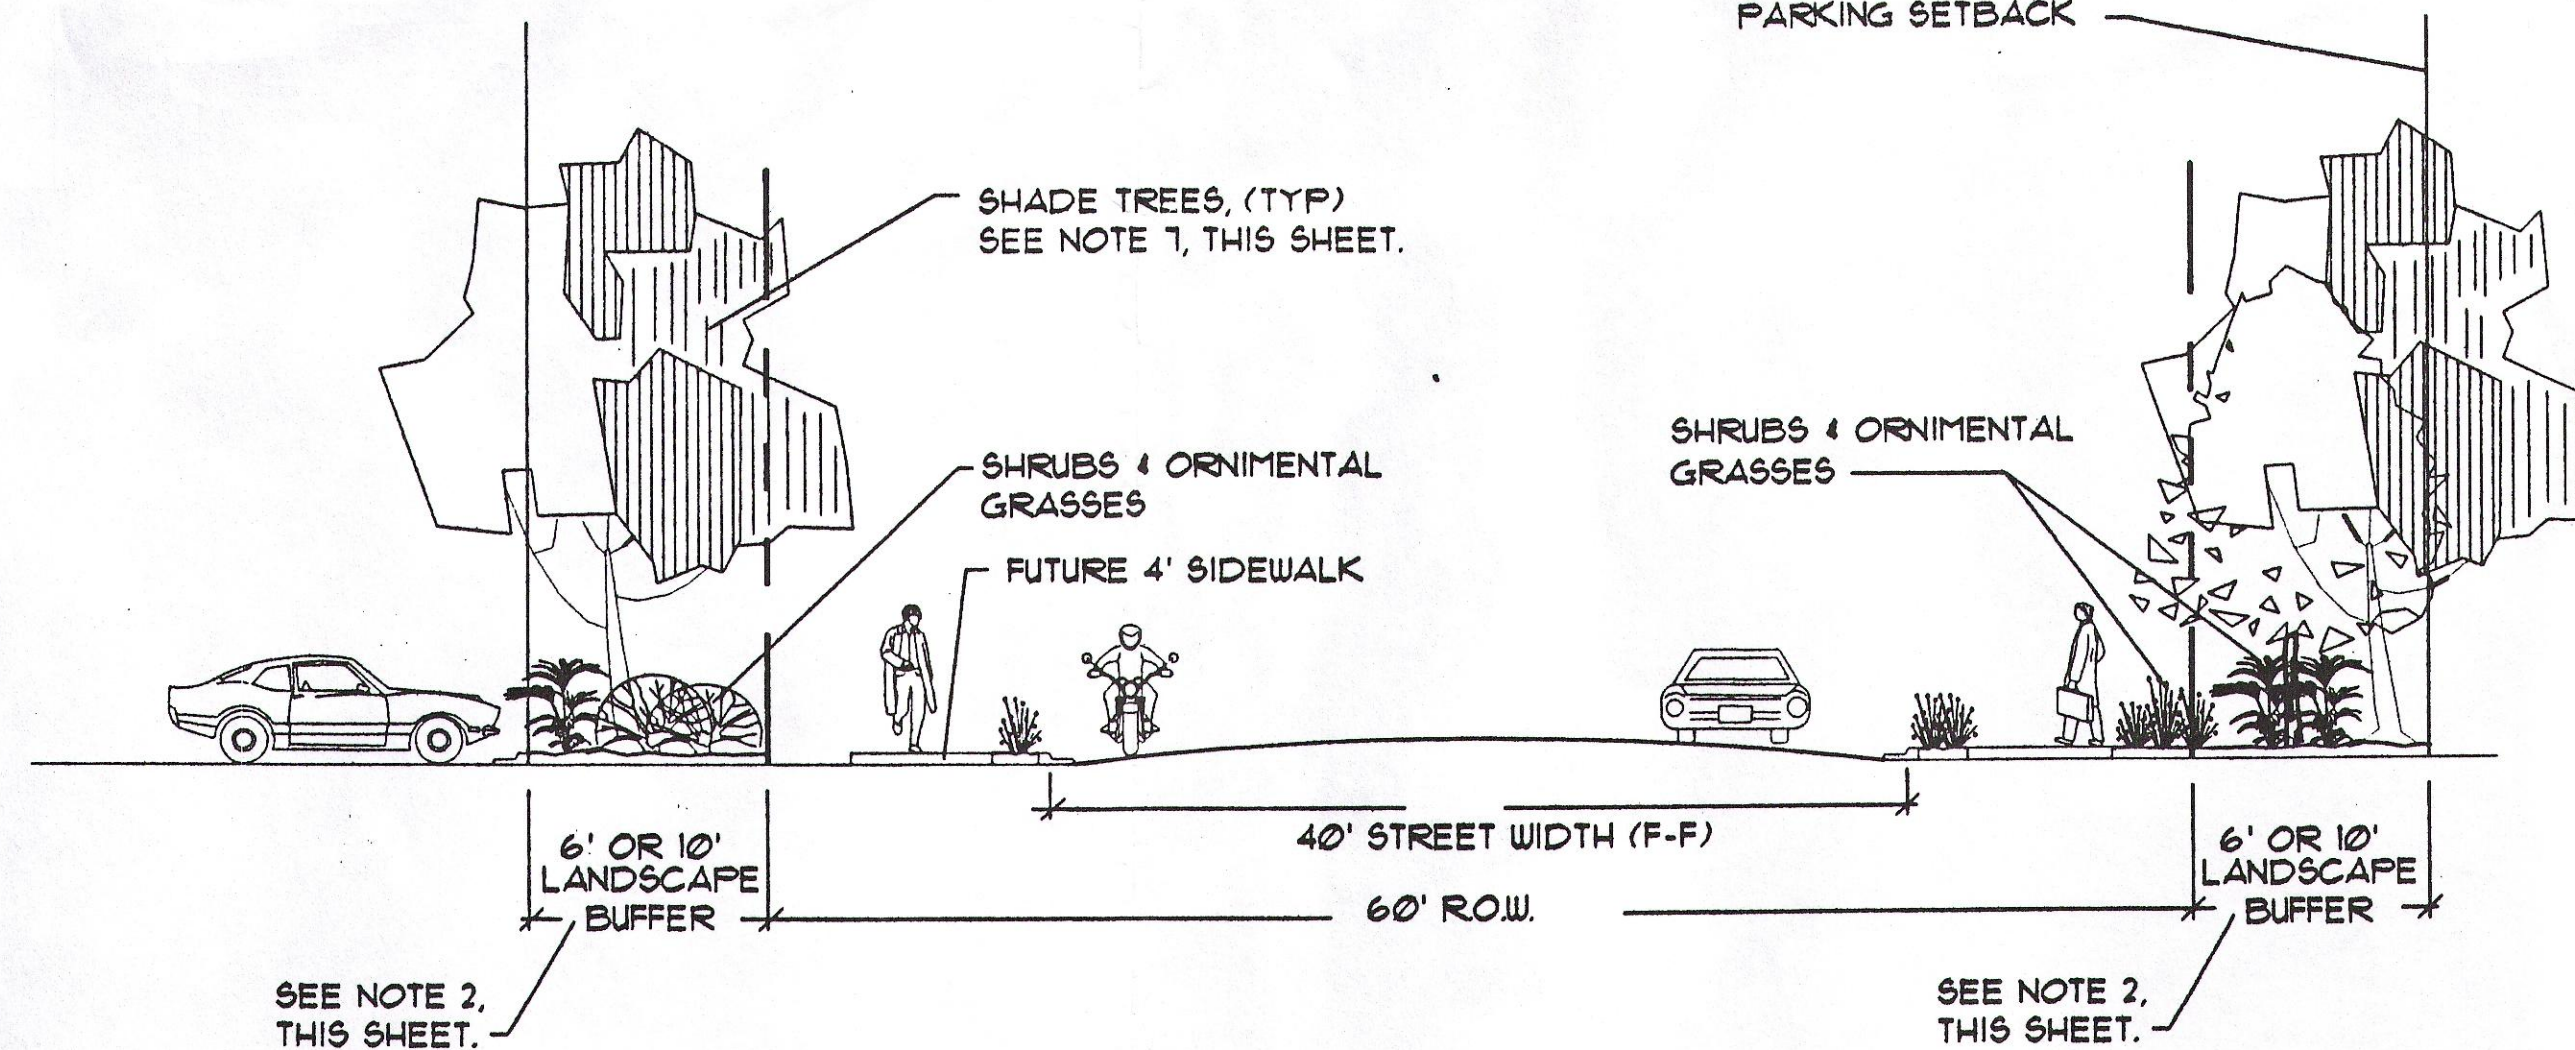 PARKING SETBACK
SHADE TREES, (TYP)
SEE NOTE 7, THIS SHEET.
SHRUBS & ORNIMENTAL
GRASSES
FUTURE 4' SIDEWALK
SHRUBS & ORNIMENTAL
GRASSES
40' STREET WIDTH (F-F)
6' OR 10'
LANDSCAPE
BUFFER
60' R.O.W.
6' OR 10'
LANDSCAPE
BUFFER
SEE NOTE 2,
THIS SHEET.
SEE NOTE 2,
THIS SHEET.